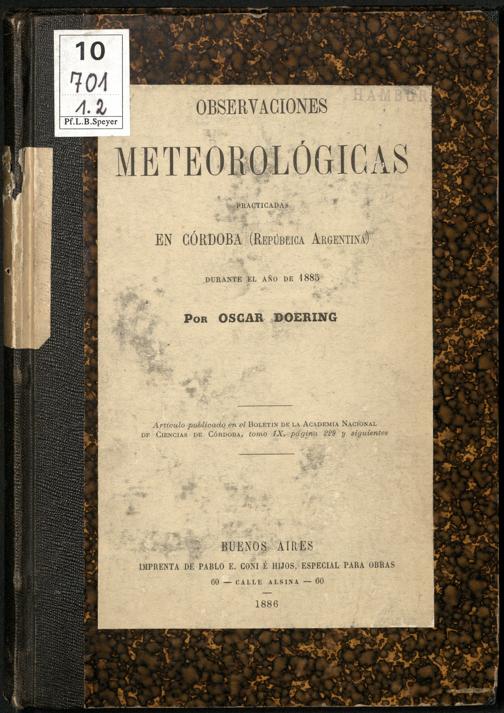 10
701
1.2
Pf.L.B.Speyer
HAMBUR
OBSERVACIONES
METEOROLÓGICAS
PRACTICADAS
EN CÓRDOBA (REPÚBLICA ARGENTINA)
DURANTE EL AÑO DE 1885
POR OSCAR DOERING
Artículo publicado en el BOLETIN DE LA ACADEMIA NACIONAL
DE CIENCIAS DE CÓRDOBA, tomo IX, página 229 y siguientes
BUENOS AIRES
IMPRENTA DE PABLO E. CONI É HIJOS, ESPECIAL PARA OBRAS
60 — CALLE ALSINA — 60
1886